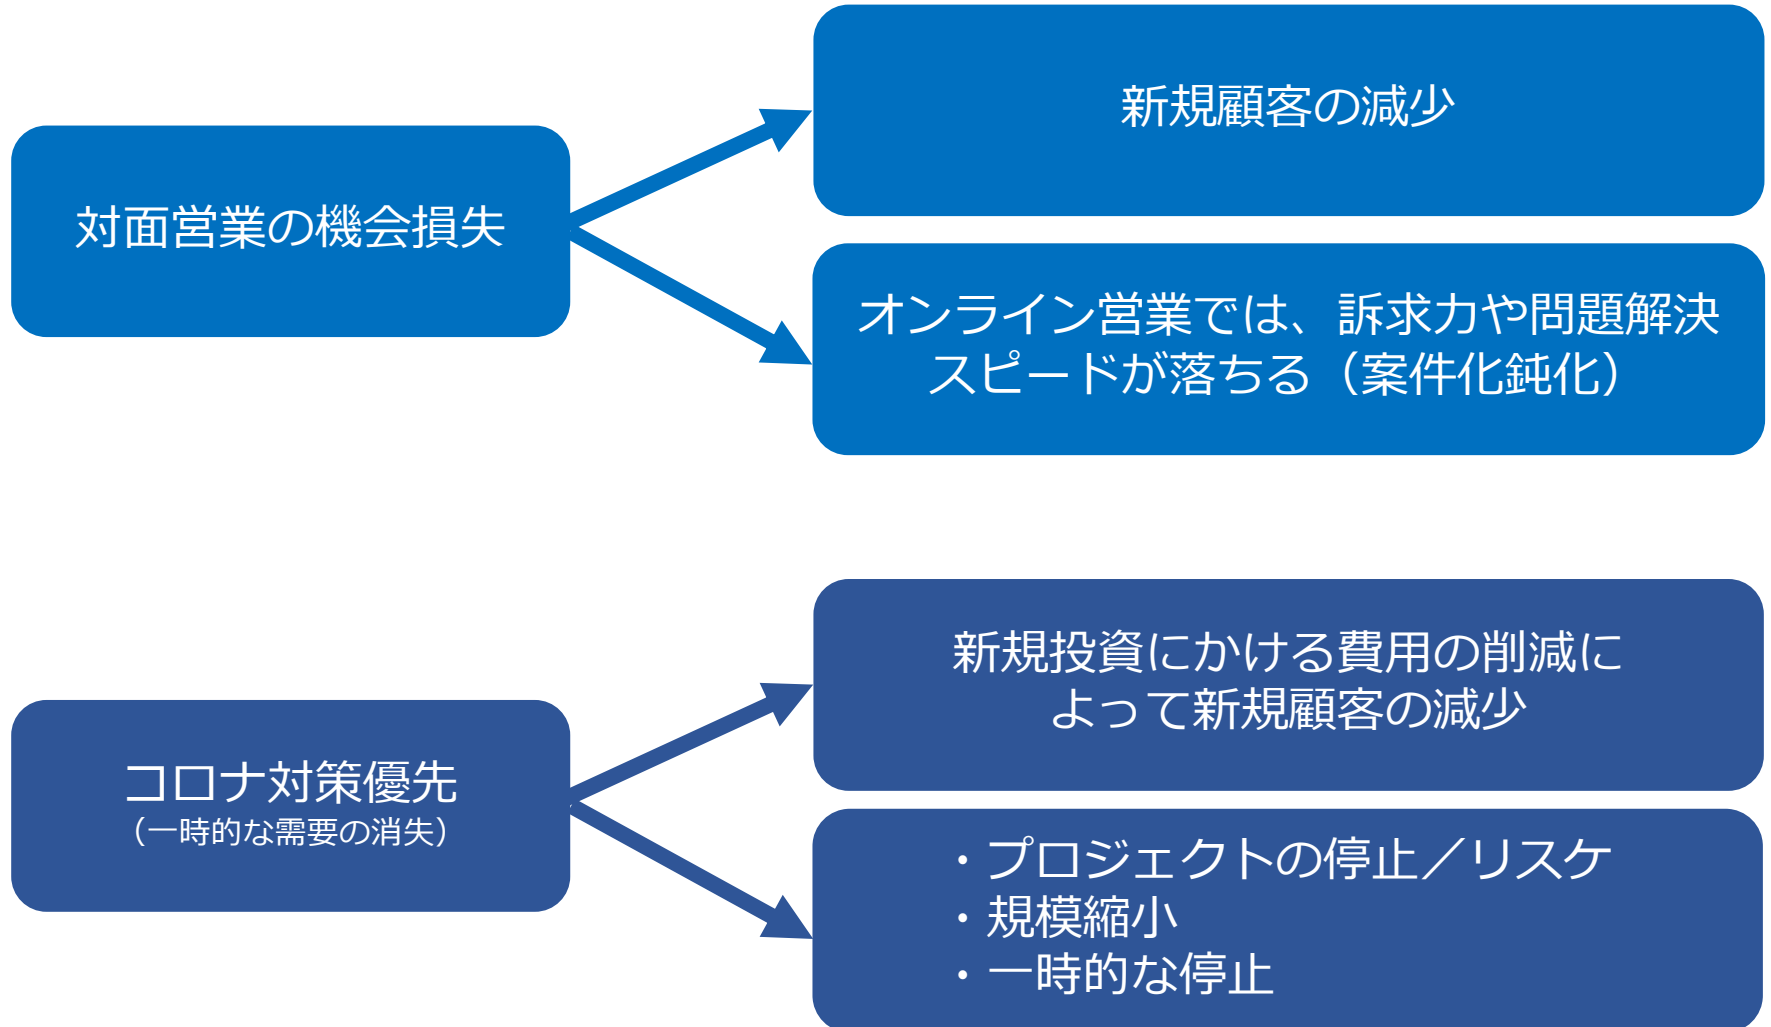 対面営業の機会損失
新規顧客の減少
オンライン営業では、訴求力や問題解決
スピードが落ちる（案件化鈍化）
コロナ対策優先
（一時的な需要の消失）
新規投資にかける費用の削減に
よって新規顧客の減少
・プロジェクトの停止／リスケ
・規模縮小
・一時的な停止